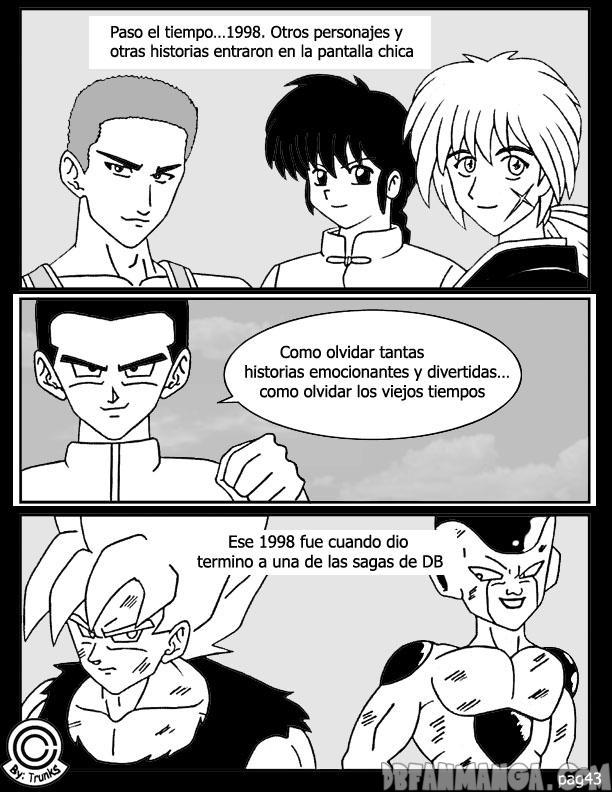 Paso el tiempo...1998. Otros personajes y
otras historias entraron en la pantalla chica
Como olvidar tantas
historias emocionantes y divertidas...
como olvidar los viejos tiempos
Ese 1998 fue cuando dio
termino a una de las sagas de DB
By: Trunks
DBFANMANGA.COM
pag43